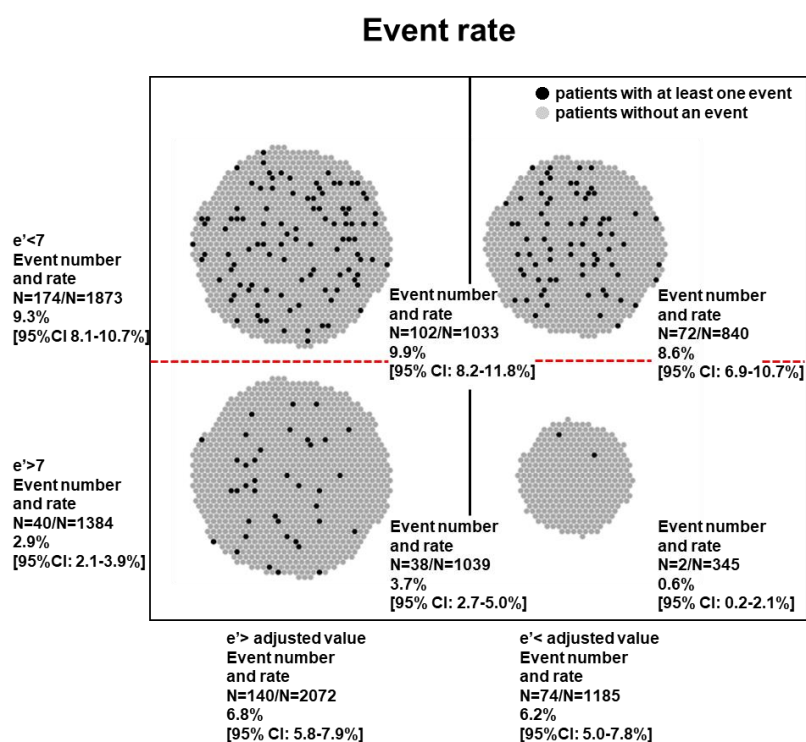 Event rate
patients with at least one event
patients without an event
e'<7
Event number
and rate
N=174/N=1873
9.3%
[95%CI 8.1-10.7%]
Event number
and rate
N=102/N=1033
9.9%
[95% CI: 8.2-11.8%]
Event number
and rate
N=72/N=840
8.6%
[95% CI: 6.9-10.7%]
e'>7
Event number
and rate
N=40/N=1384
2.9%
[95%CI: 2.1-3.9%]
Event number
and rate
N=38/N=1039
3.7%
[95% CI: 2.7-5.0%]
Event number
and rate
N=2/N=345
0.6%
[95% CI: 0.2-2.1%]
e'> adjusted value
Event number
and rate
N=140/N=2072
6.8%
[95% CI: 5.8-7.9%]
e'< adjusted value
Event number
and rate
N=74/N=1185
6.2%
[95%CI: 5.0-7.8%]